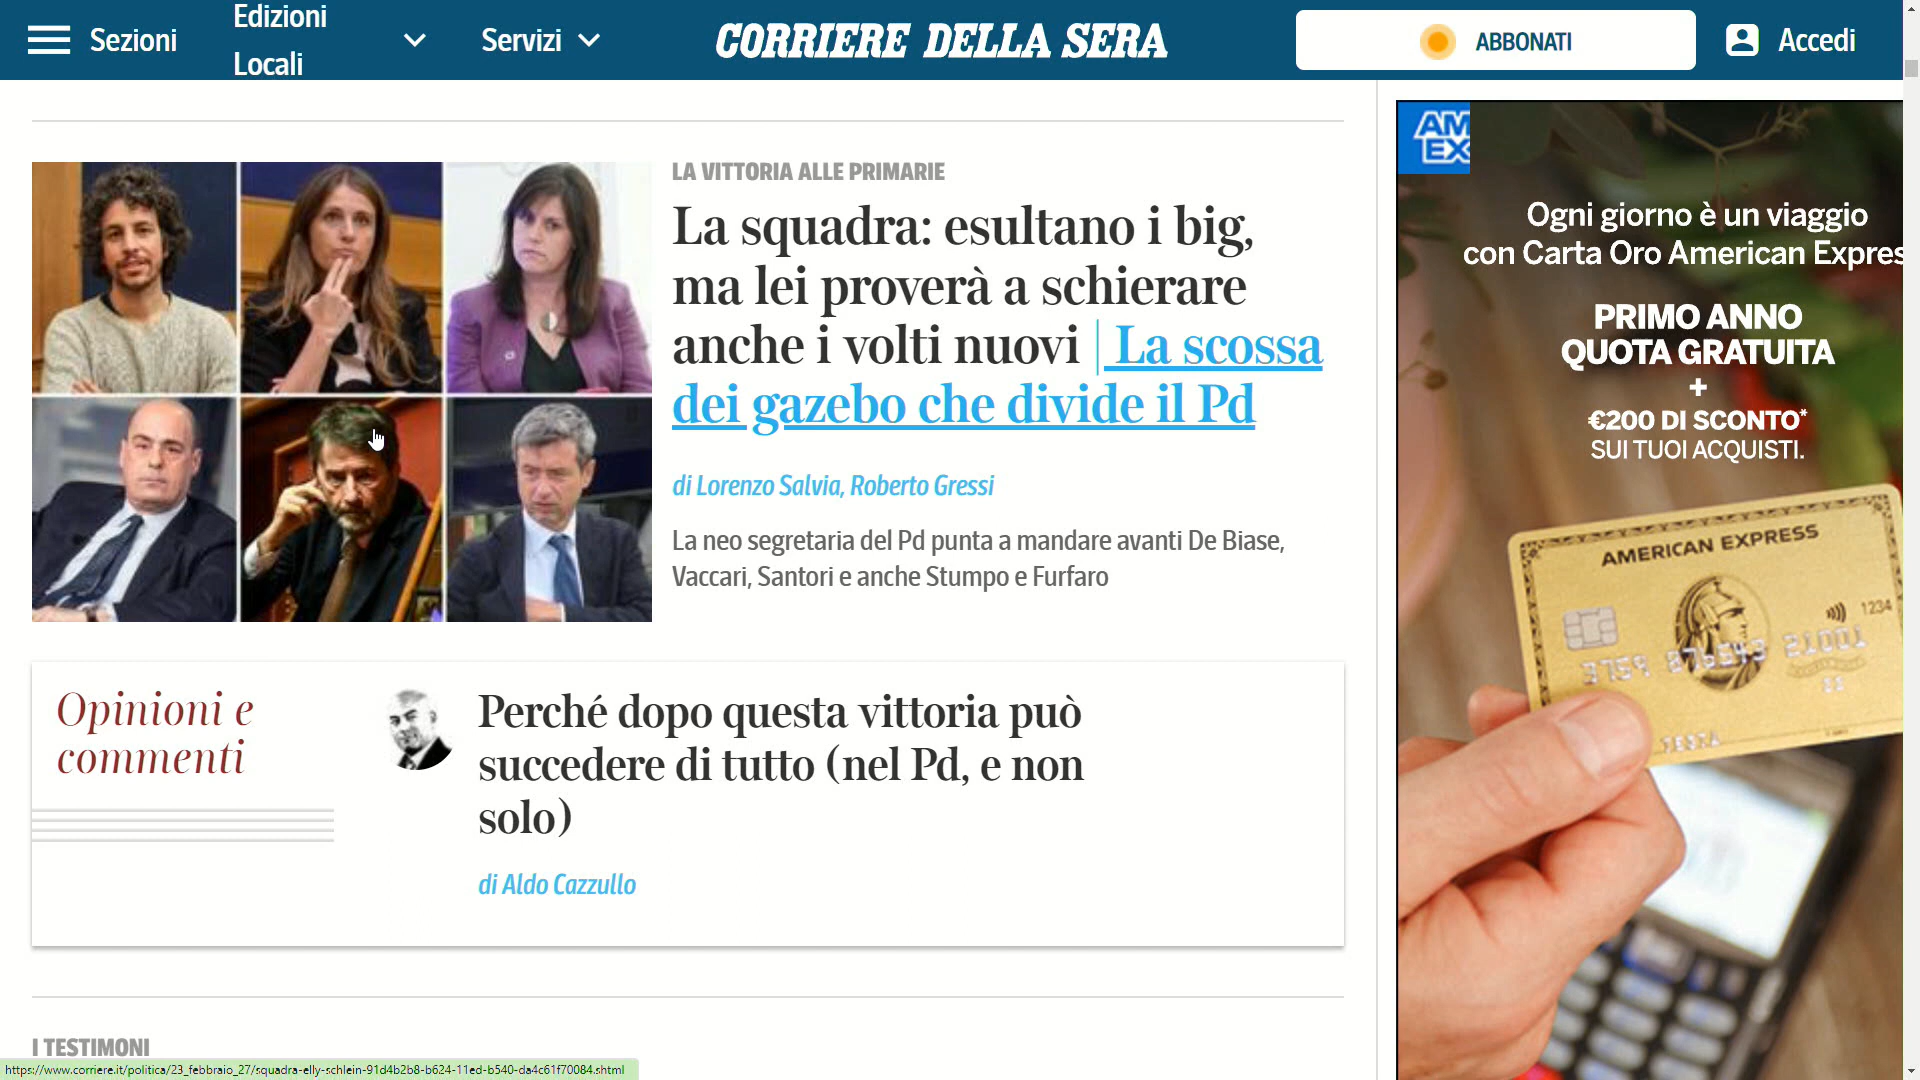 Sezioni
Edizioni
Locali
Servizi
CORRIERE DELLA SERA
ABBONATI
Accedi
LA VITTORIA ALLE PRIMARIE
La squadra: esultano i big,
ma lei proverà a schierare
anche i volti nuovi | La scossa
dei gazebo che divide il Pd
di Lorenzo Salvia, Roberto Gressi
La neo segretaria del Pd punta a mandare avanti De Biase,
Vaccari, Santori e anche Stumpo e Furfaro
Opinioni e
commenti
Perché dopo questa vittoria può
succedere di tutto (nel Pd, e non
solo)
di Aldo Cazzullo
I TESTIMONI
https://www.corriere.it/politica/23_febbraio_27/squadra-elly-schlein-91d4b2b8-b624-11ed-b540-da4c61f70084.shtml
AM
EX
Ogni giorno è un viaggio
con Carta Oro American Expres
PRIMO ANNO
QUOTA GRATUITA
+
€200 DI SCONTO*
SUI TUOI ACQUISTI.
AMERICAN EXPRESS
1234
3759 876543 21001